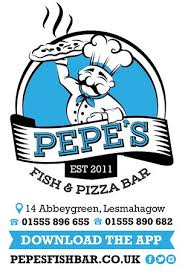 PEPE'S
EST 2011
FISH & PIZZA BAR
14 Abbeygreen, Lesmahagow
01555 896 655 01555 890 682
DOWNLOAD THE APP
PEPESFISHBAR.CO.UK